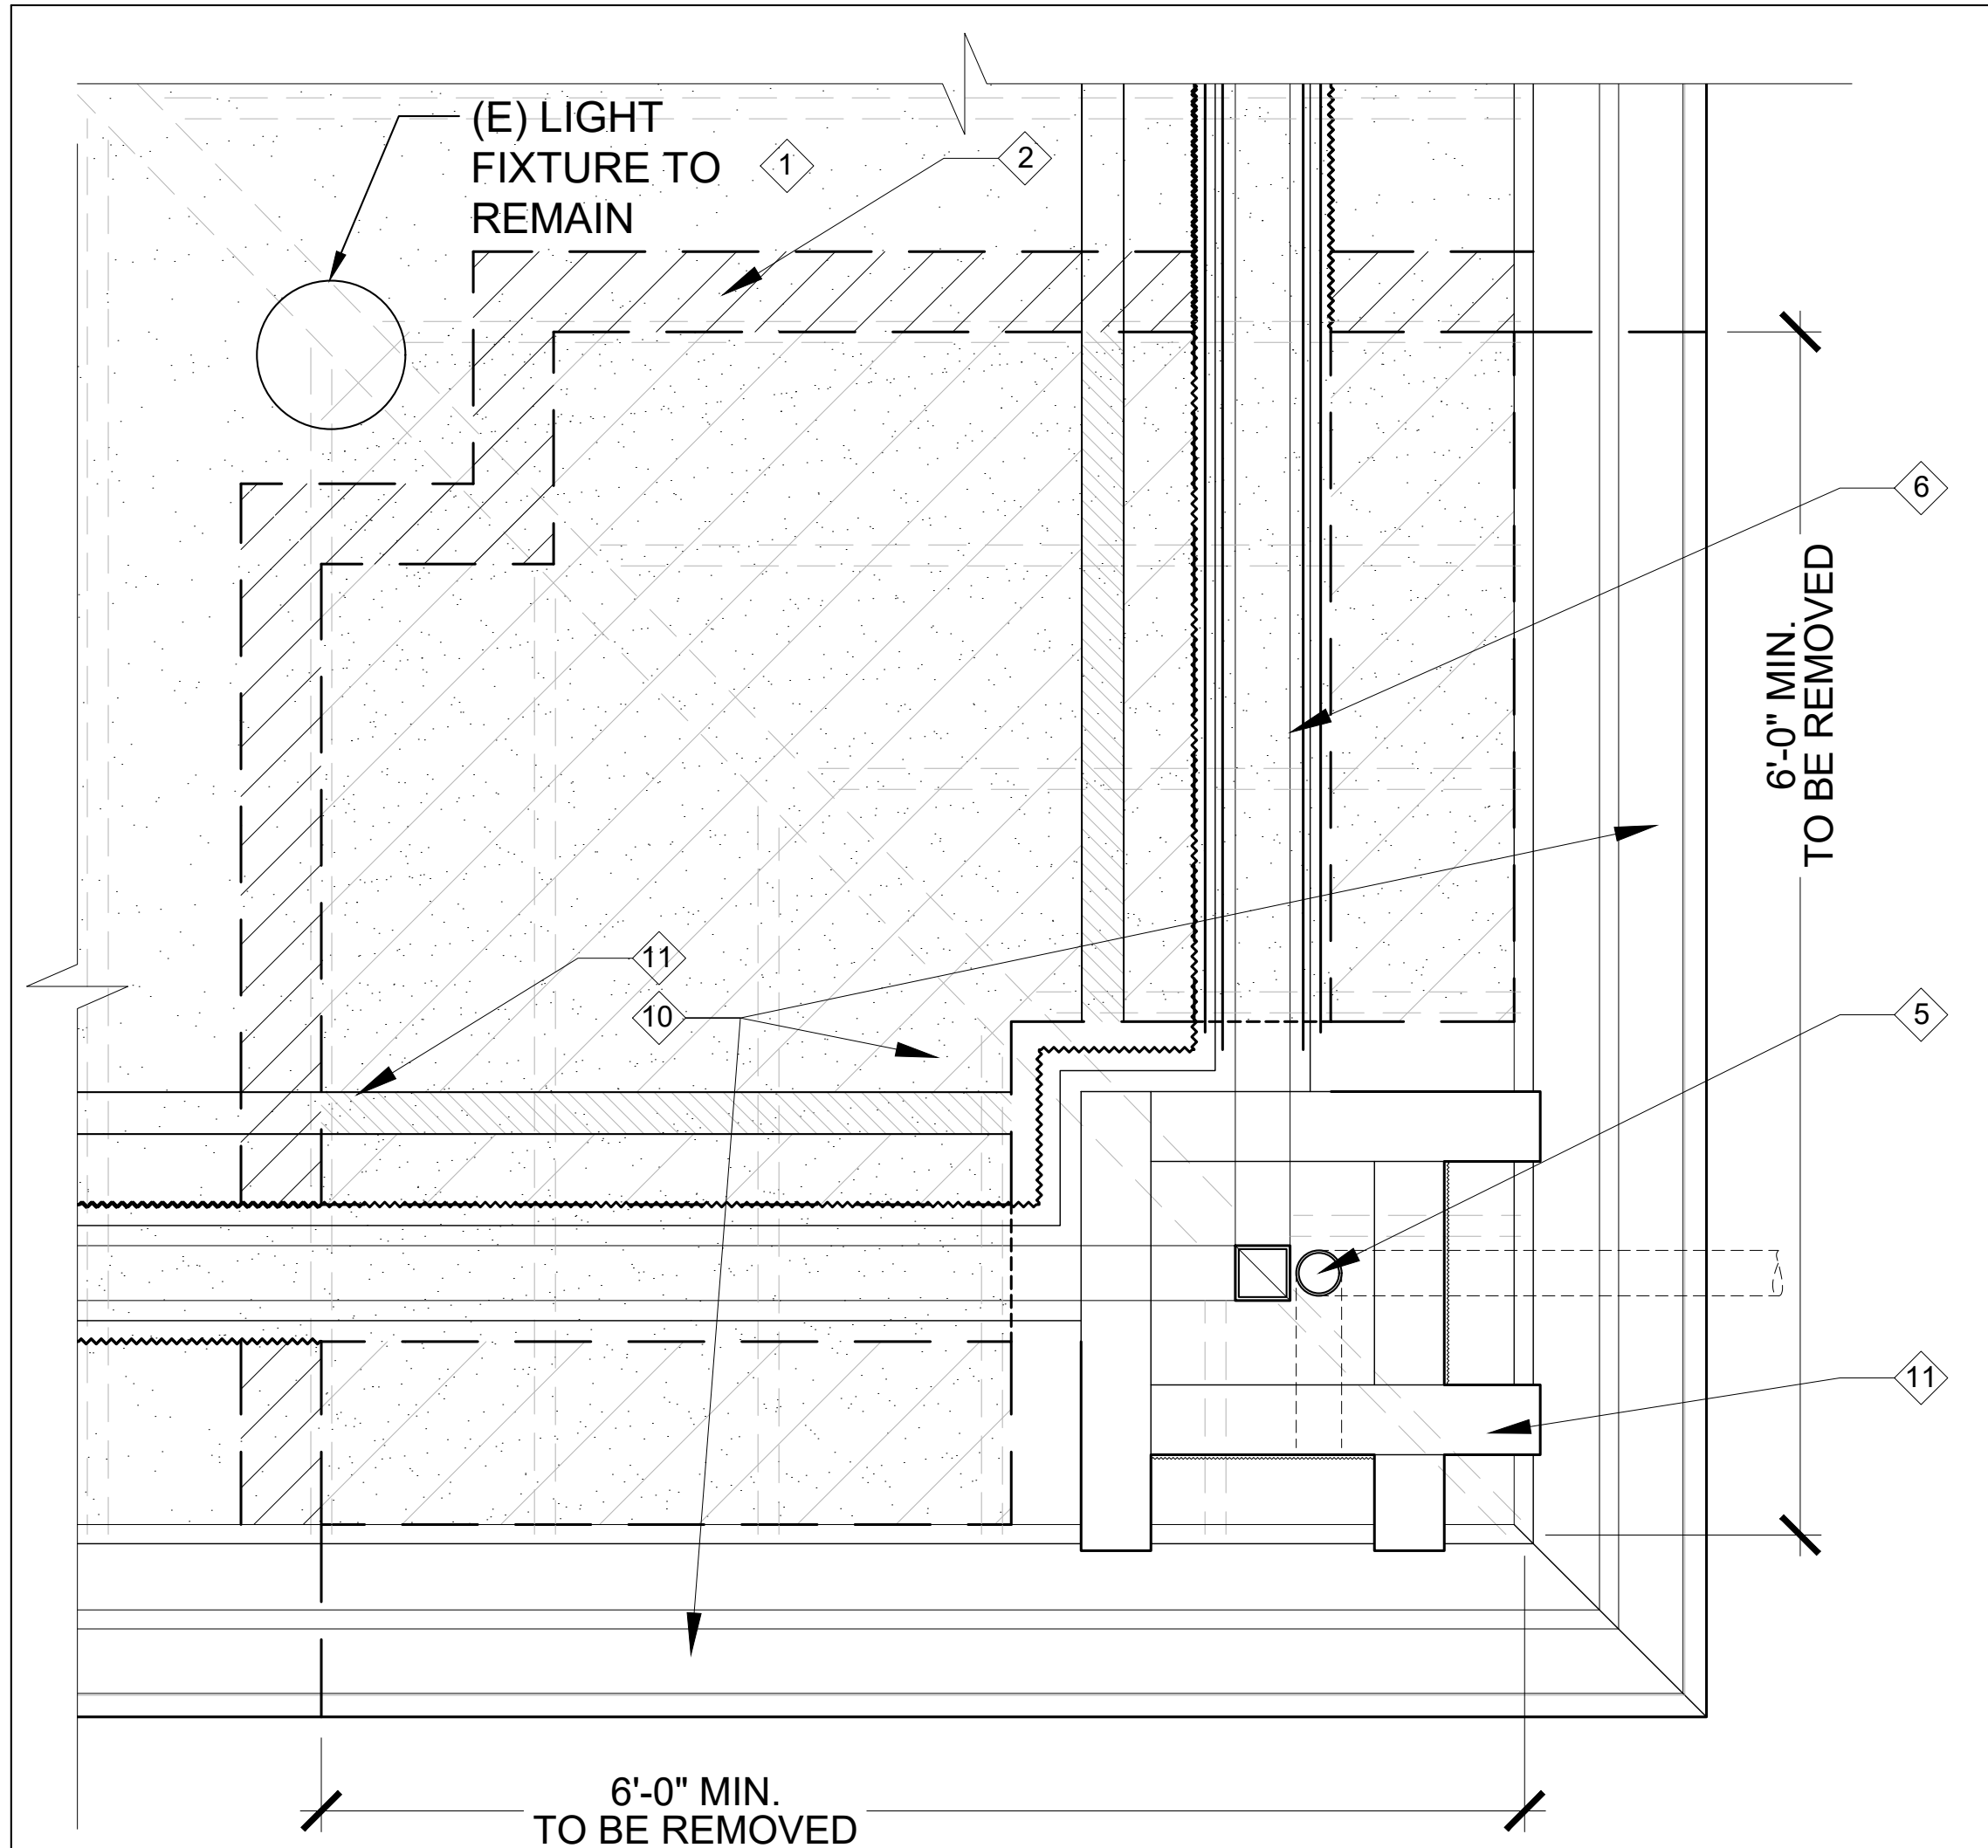 (E) LIGHT
FIXTURE TO
REMAIN
1
2
6
6'-0" MIN.
TO BE REMOVED
11
10
5
11
6'-0" MIN.
TO BE REMOVED